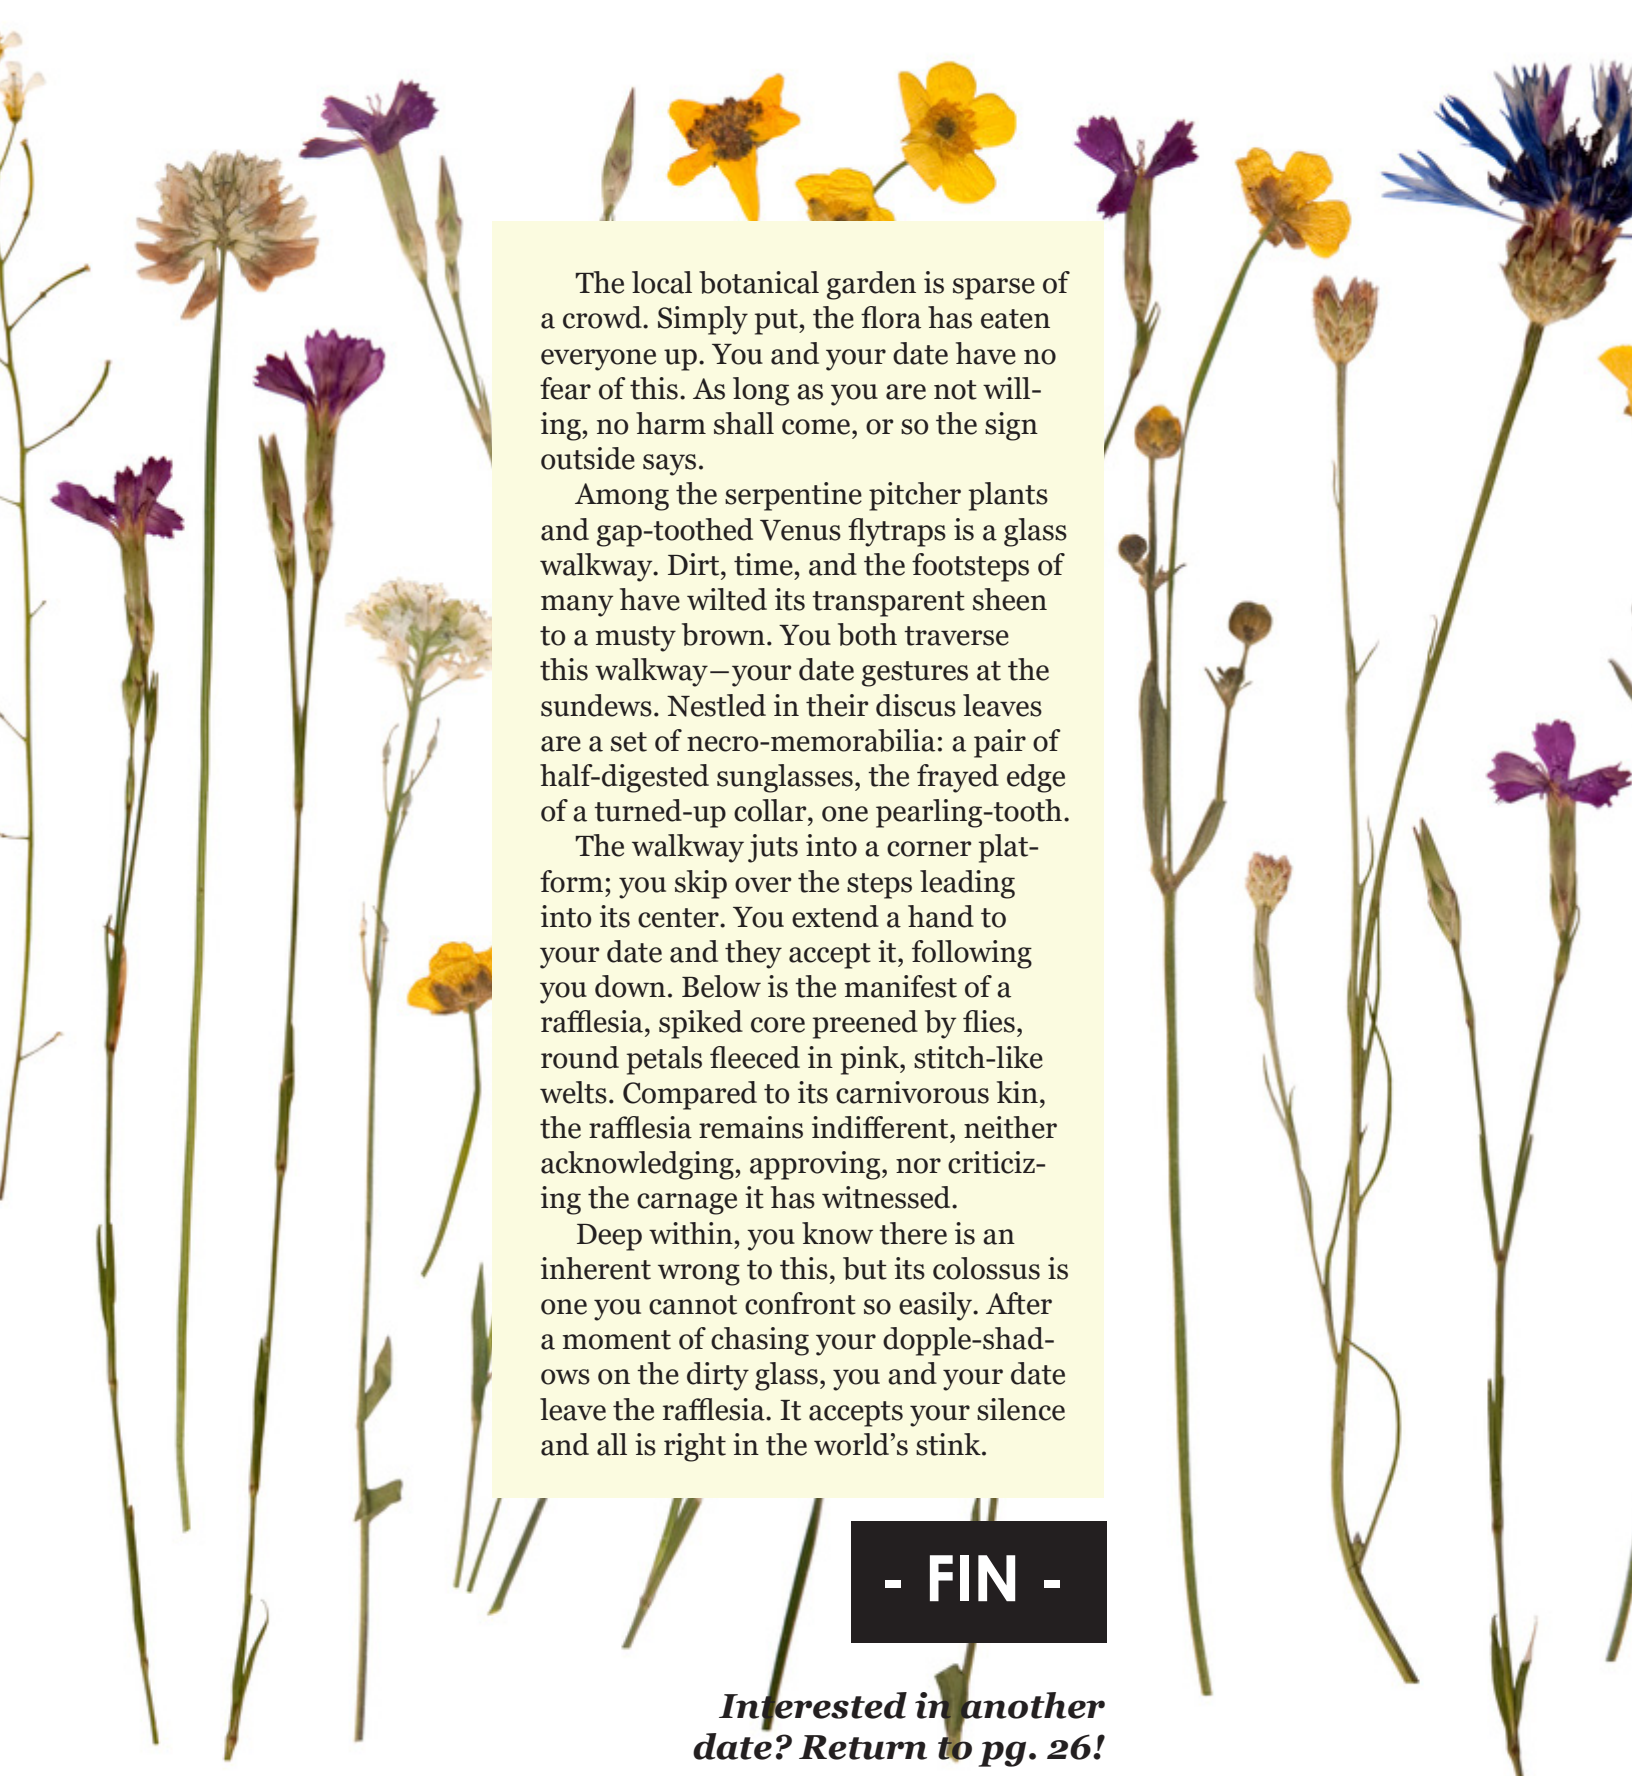 The local botanical garden is sparse of
a crowd. Simply put, the flora has eaten
everyone up. You and your date have no
fear of this. As long as you are not will-
ing, no harm shall come, or so the sign
outside says.
Among the serpentine pitcher plants
and gap-toothed Venus flytraps is a glass
walkway. Dirt, time, and the footsteps of
many have wilted its transparent sheen
to a musty brown. You both traverse
this walkway—your date gestures at the
sundews. Nestled in their discus leaves
are a set of necro-memorabilia: a pair of
half-digested sunglasses, the frayed edge
of a turned-up collar, one pearling-tooth.
The walkway juts into a corner plat-
form; you skip over the steps leading
into its center. You extend a hand to
your date and they accept it, following
you down. Below is the manifest of a
rafflesia, spiked core preened by flies,
round petals fleeced in pink, stitch-like
welts. Compared to its carnivorous kin,
the rafflesia remains indifferent, neither
acknowledging, approving, nor criticiz-
ing the carnage it has witnessed.
Deep within, you know there is an
inherent wrong to this, but its colossus is
one you cannot confront so easily. After
a moment of chasing your dopple-shad-
ows on the dirty glass, you and your date
leave the rafflesia. It accepts your silence
and all is right in the world’s stink.
- FIN -
Interested in another
date? Return to pg. 26!